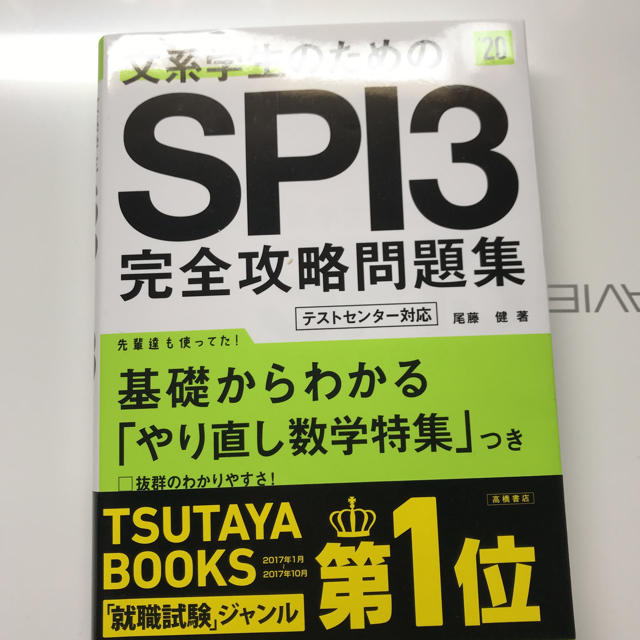 文系学生のための
'20
SPI3
完全攻略問題集
テストセンター対応
尾藤 健 著
先輩達も使ってた!
基礎からわかる
「やり直し数学特集」つき
□抜群のわかりやすさ!
高橋書店
TSUTAYA
BOOKS
2017年1月
~
2017年10月
「就職試験」ジャンル
第1位